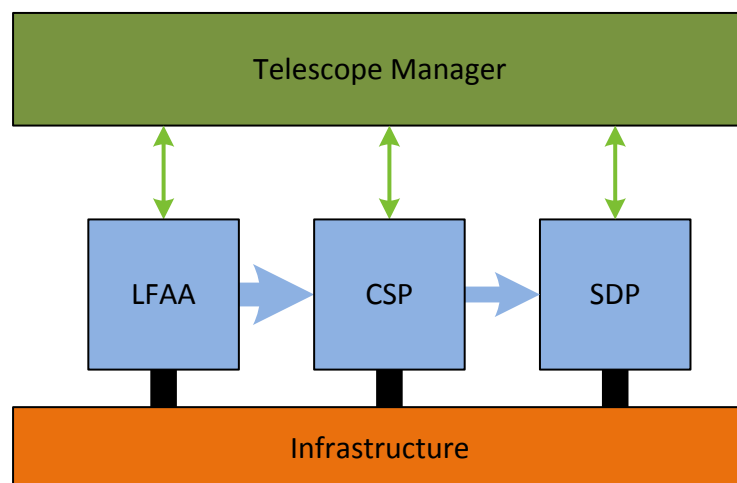 Telescope Manager
LFAA
CSP
SDP
Infrastructure